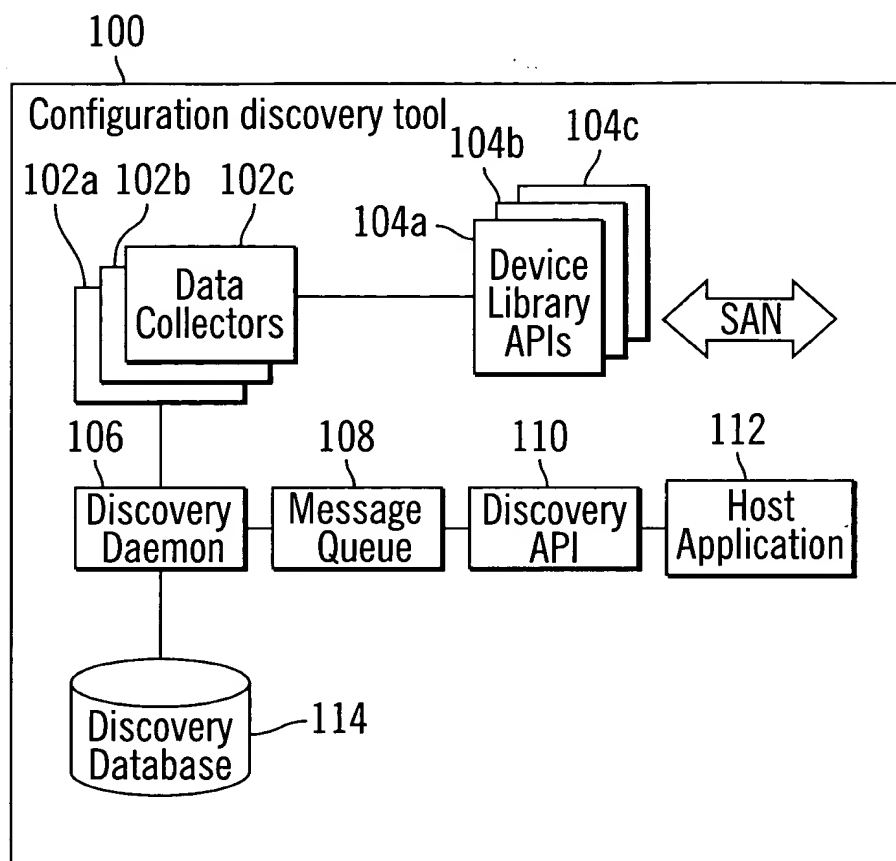 100
Configuration discovery tool
104c
104b
102a
102b
102c
104a
Data
Collectors
Device
Library
APIs
SAN
106
108
110
112
Discovery
Daemon
Message
Queue
Discovery
API
Host
Application
Discovery
Database
114